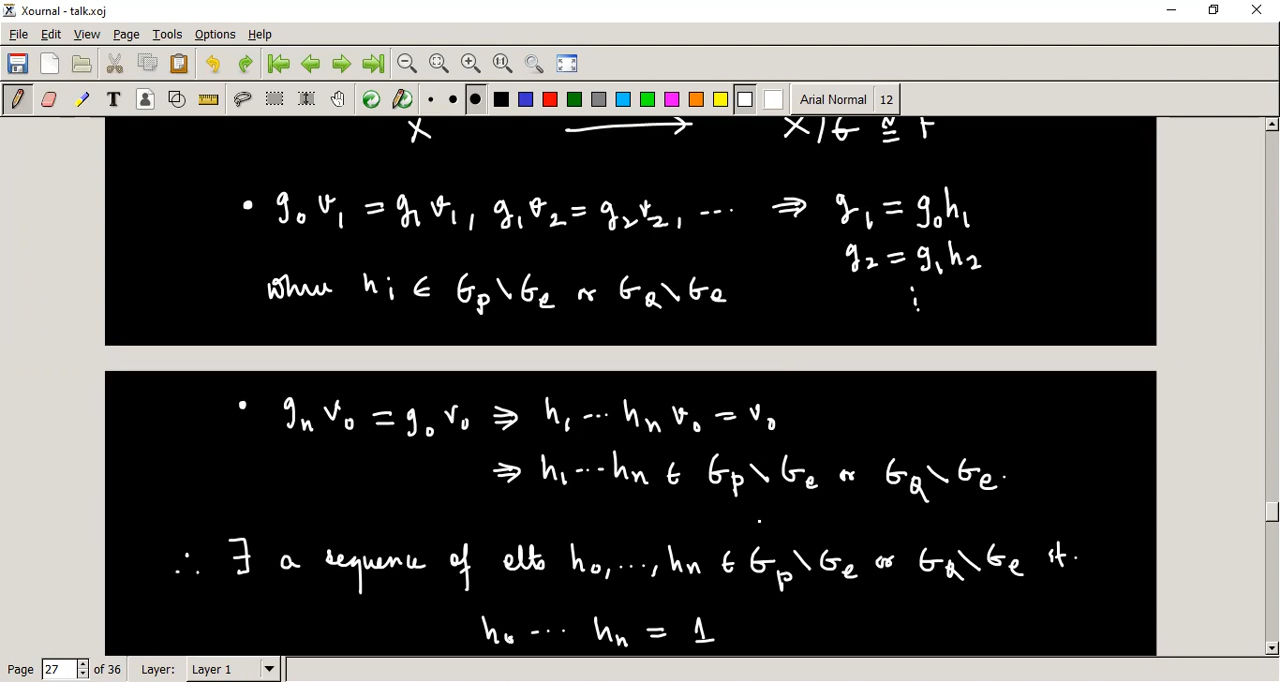 Xournal - talk.xoj
File Edit View Page Tools Options Help
Arial Normal 12
X ⟶ X/G ≅ T
• g₀v₁ = g₁v₁, g₁v₂ = g₂v₂, ... ⇒ g₁ = g₀h₁
g₂ = g₁h₂
⋮
where hᵢ ∈ G_P \ G_e or G_Q \ G_e
• gₙv₀ = g₀v₀ ⇒ h₁ ... hₙ v₀ = v₀
⇒ h₁ ... hₙ ∈ G_P \ G_e or G_Q \ G_e.
∴ ∃ a sequence of elts h₀, ..., hₙ ∈ G_P \ G_e or G_Q \ G_e st.
h₀ ... hₙ = 1
Page 27 of 36 Layer: Layer 1